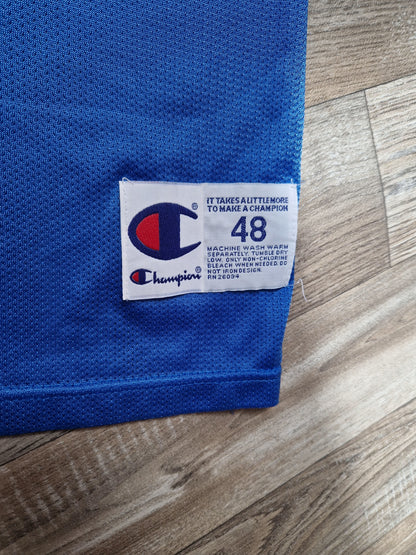 IT TAKES A LITTLE MORE
TO MAKE A CHAMPION
48
MACHINE WASH WARM
SEPARATELY. TUMBLE DRY
LOW. ONLY NON-CHLORINE
BLEACH WHEN NEEDED. DO
NOT IRON DESIGN.
RN 26094
Champion®